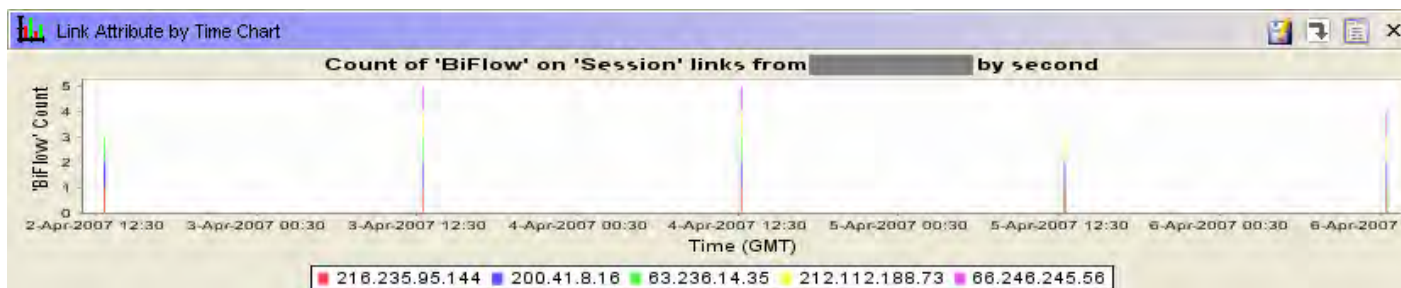 Link Attribute by Time Chart
Count of 'BiFlow' on 'Session' links from by second
'BiFlow' Count
5
4
3
2
1
0
2-Apr-2007 12:30 3-Apr-2007 00:30 3-Apr-2007 12:30 4-Apr-2007 00:30 4-Apr-2007 12:30 5-Apr-2007 00:30 5-Apr-2007 12:30 6-Apr-2007 00:30 6-Apr-2007
Time (GMT)
216.235.95.144 200.41.8.16 63.236.14.35 212.112.188.73 66.246.245.56